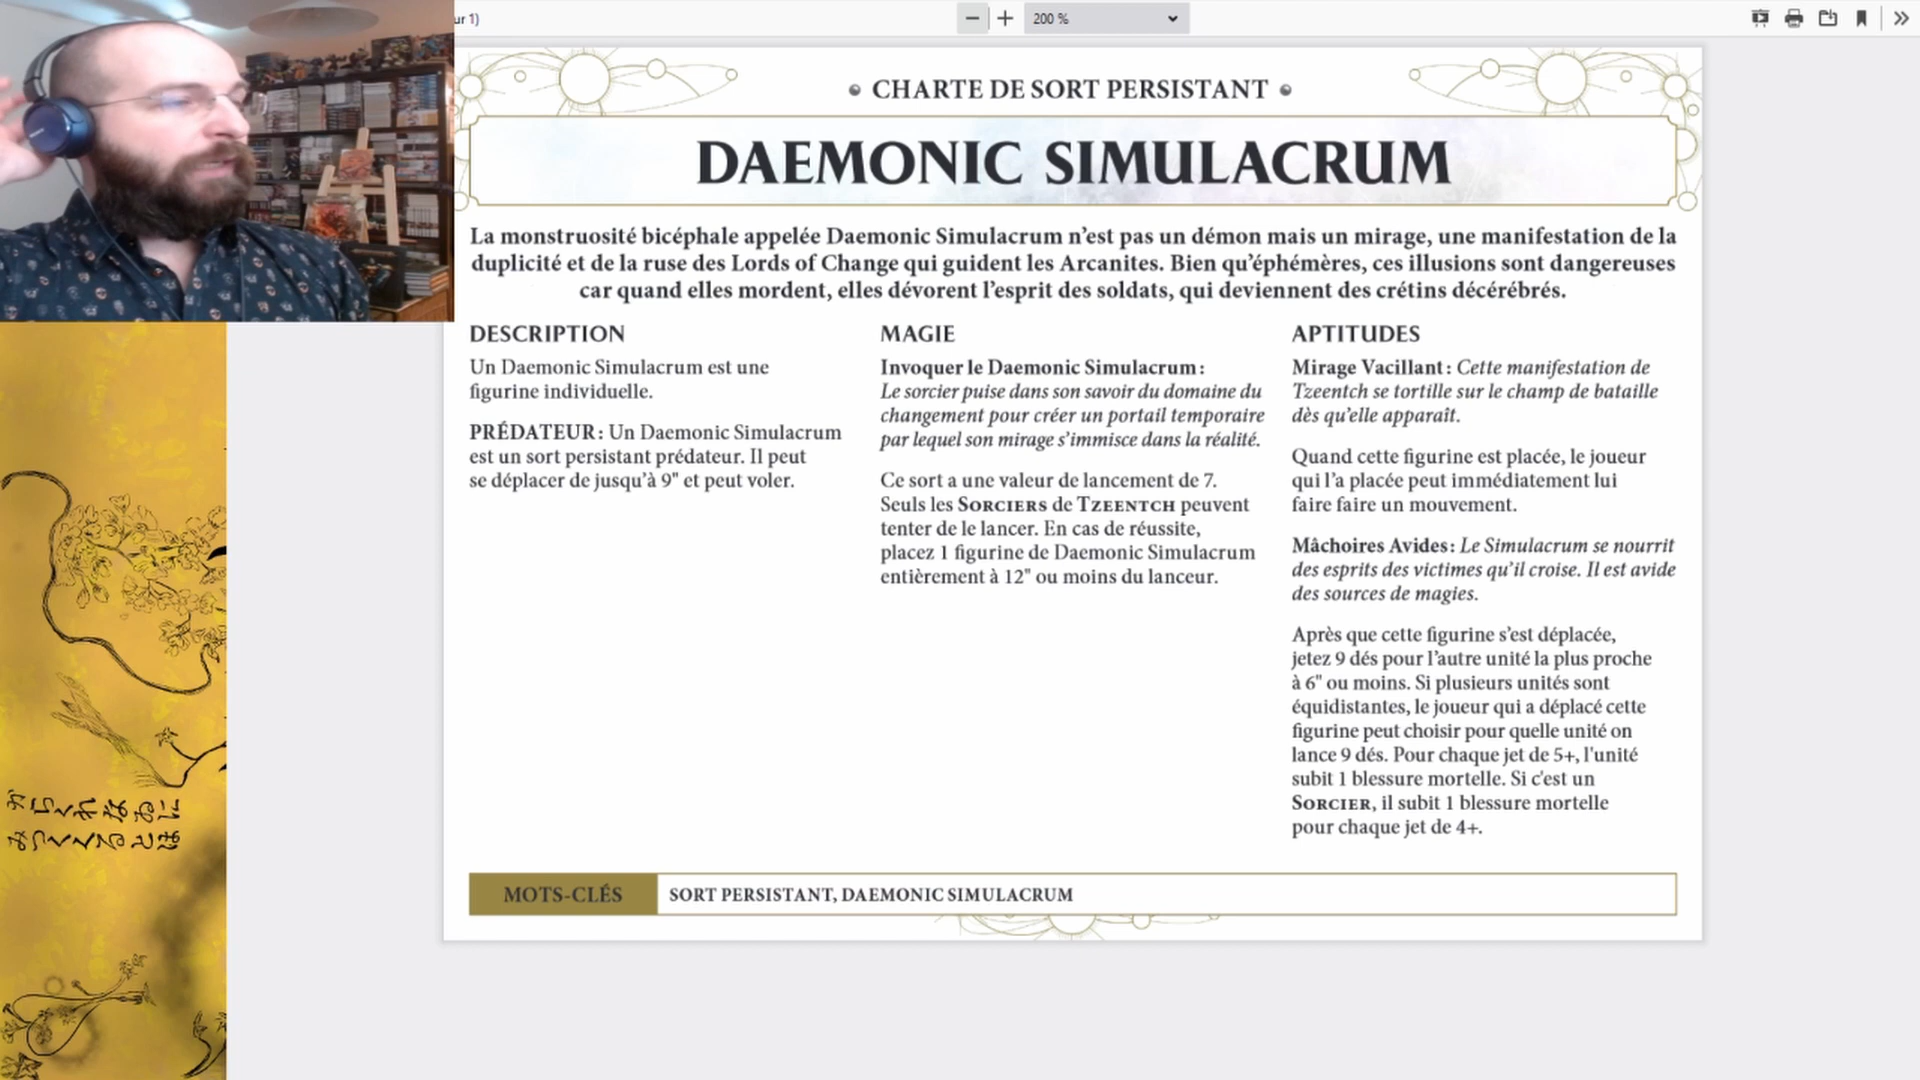 ur 1)
200 %
CHARTE DE SORT PERSISTANT
DAEMONIC SIMULACRUM
La monstruosité bicéphale appelée Daemonic Simulacrum n'est pas un démon mais un mirage, une manifestation de la
duplicité et de la ruse des Lords of Change qui guident les Arcanites. Bien qu'éphémères, ces illusions sont dangereuses
car quand elles mordent, elles dévorent l'esprit des soldats, qui deviennent des crétins décérébrés.
DESCRIPTION
Un Daemonic Simulacrum est une
figurine individuelle.
PRÉDATEUR : Un Daemonic Simulacrum
est un sort persistant prédateur. Il peut
se déplacer de jusqu'à 9" et peut voler.
MAGIE
Invoquer le Daemonic Simulacrum :
Le sorcier puise dans son savoir du domaine du
changement pour créer un portail temporaire
par lequel son mirage s'immisce dans la réalité.
Ce sort a une valeur de lancement de 7.
Seuls les SORCIERS de TZEENTCH peuvent
tenter de le lancer. En cas de réussite,
placez 1 figurine de Daemonic Simulacrum
entièrement à 12" ou moins du lanceur.
APTITUDES
Mirage Vacillant : Cette manifestation de
Tzeentch se tortille sur le champ de bataille
dès qu'elle apparaît.
Quand cette figurine est placée, le joueur
qui l'a placée peut immédiatement lui
faire faire un mouvement.
Mâchoires Avides : Le Simulacrum se nourrit
des esprits des victimes qu'il croise. Il est avide
des sources de magies.
Après que cette figurine s'est déplacée,
jetez 9 dés pour l'autre unité la plus proche
à 6" ou moins. Si plusieurs unités sont
équidistantes, le joueur qui a déplacé cette
figurine peut choisir pour quelle unité on
lance 9 dés. Pour chaque jet de 5+, l'unité
subit 1 blessure mortelle. Si c'est un
SORCIER, il subit 1 blessure mortelle
pour chaque jet de 4+.
MOTS-CLÉS
SORT PERSISTANT, DAEMONIC SIMULACRUM